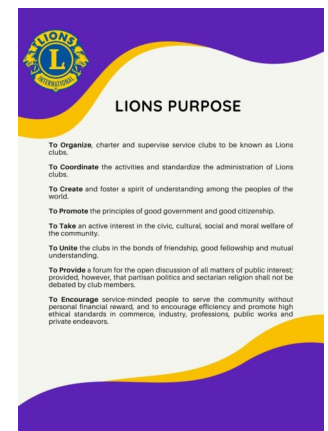 LIONS
L
INTERNATIONAL
LIONS PURPOSE
To Organize, charter and supervise service clubs to be known as Lions
clubs.
To Coordinate the activities and standardize the administration of Lions
clubs.
To Create and foster a spirit of understanding among the peoples of the
world.
To Promote the principles of good government and good citizenship.
To Take an active interest in the civic, cultural, social and moral welfare of
the community.
To Unite the clubs in the bonds of friendship, good fellowship and mutual
understanding.
To Provide a forum for the open discussion of all matters of public interest;
provided, however, that partisan politics and sectarian religion shall not be
debated by club members.
To Encourage service-minded people to serve the community without
personal financial reward, and to encourage efficiency and promote high
ethical standards in commerce, industry, professions, public works and
private endeavors.